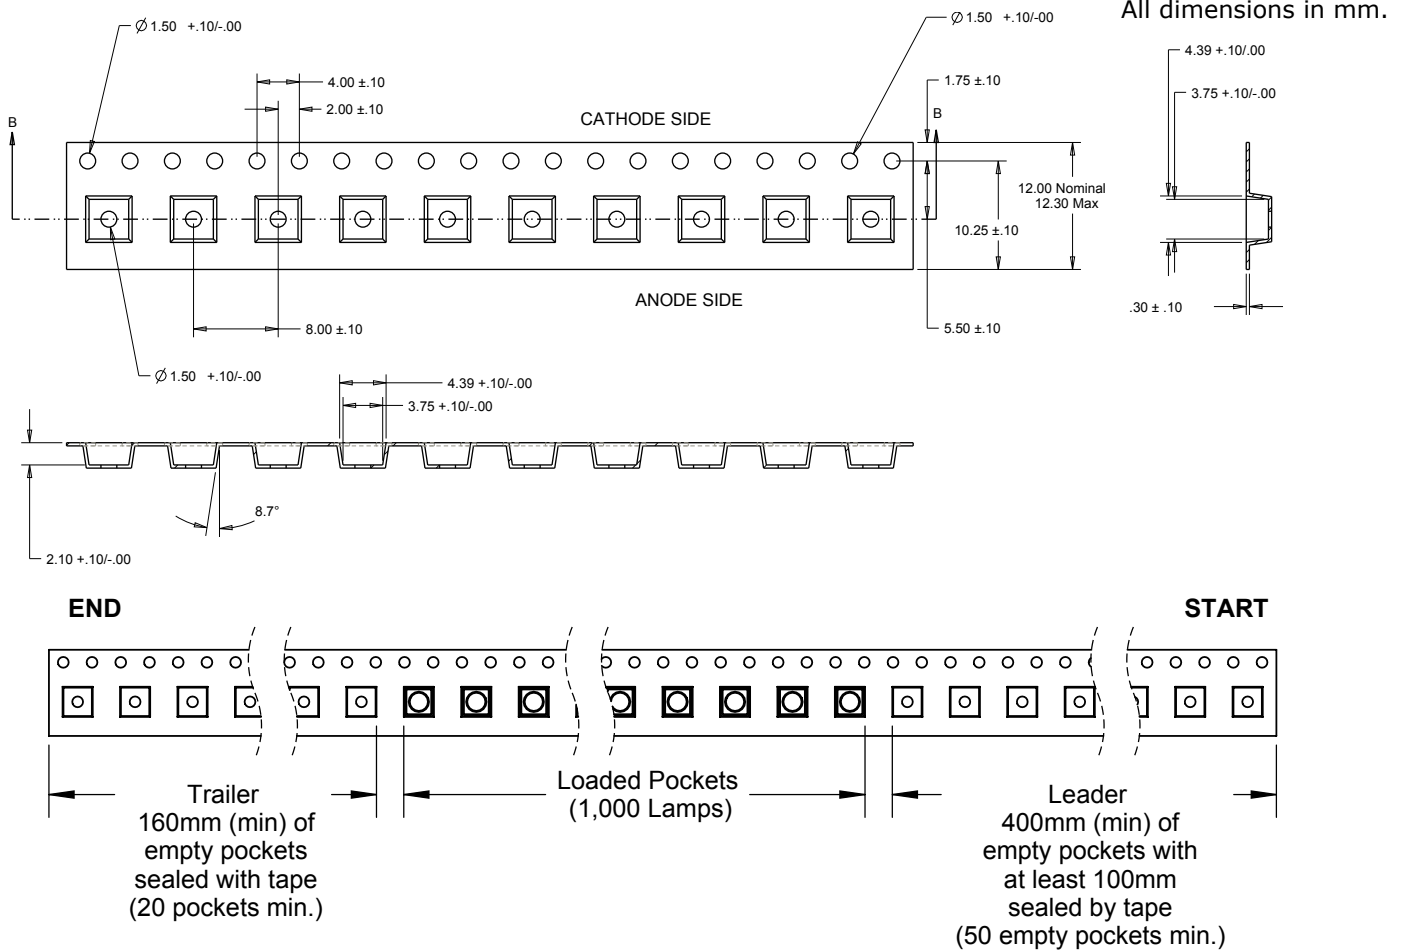 All dimensions in mm.
Ø 1.50 +.10/-.00
Ø 1.50 +.10/-00
4.39 +.10/.00
4.00 ±.10
1.75 ±.10
3.75 +.10/-.00
2.00 ±.10
B
CATHODE SIDE
B
12.00 Nominal
12.30 Max
10.25 ±.10
ANODE SIDE
.30 ± .10
8.00 ±.10
5.50 ±.10
Ø 1.50 +.10/-.00
4.39 +.10/-.00
3.75 +.10/-.00
8.7°
2.10 +.10/-.00
END
START
Trailer
160mm (min) of
empty pockets
sealed with tape
(20 pockets min.)
Loaded Pockets
(1,000 Lamps)
Leader
400mm (min) of
empty pockets with
at least 100mm
sealed by tape
(50 empty pockets min.)